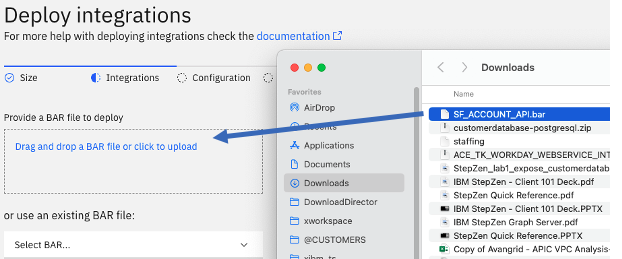 Deploy integrations
For more help with deploying integrations check the documentation
Size
Integrations
Configuration
Provide a BAR file to deploy
Drag and drop a BAR file or click to upload
or use an existing BAR file:
Select BAR...
Favorites
AirDrop
Recents
Applications
Documents
Downloads
DownloadDirector
xworkspace
@CUSTOMERS
xibm_ts
Downloads
Name
SF_ACCOUNT_API.bar
customerdatabase-postgresql.zip
staffing
ACE_TK_WORKDAY_WEBSERVICE_INT
StepZen_lab1_expose_customerdatab
IBM StepZen - Client 101 Deck.pdf
StepZen Quick Reference.pdf
IBM StepZen - Client 101 Deck.PPTX
IBM StepZen Graph Server.pdf
StepZen Quick Reference.PPTX
Copy of Avangrid - APIC VPC Analysis-